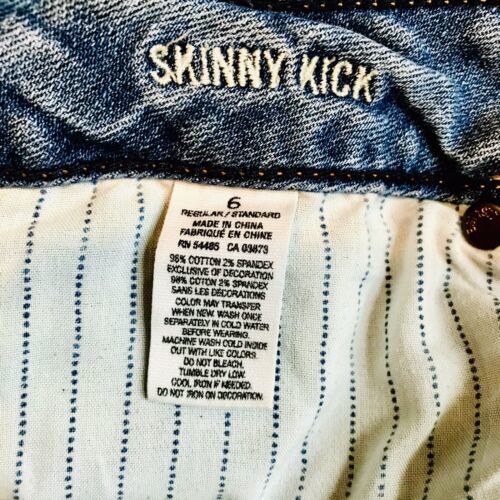 SKINNY KICK
6
REGULAR/STANDARD
MADE IN CHINA
FABRIQUÉ EN CHINE
RN 54485 CA 03873
98% COTTON 2% SPANDEX
EXCLUSIVE OF DECORATION
98% COTON 2% SPANDEX
SANS LES DÉCORATIONS
COLOR MAY TRANSFER
WHEN NEW. WASH ONCE
SEPARATELY IN COLD WATER
BEFORE WEARING.
MACHINE WASH COLD INSIDE
OUT WITH LIKE COLORS.
DO NOT BLEACH.
TUMBLE DRY LOW.
COOL IRON IF NEEDED.
DO NOT IRON ON DECORATION.